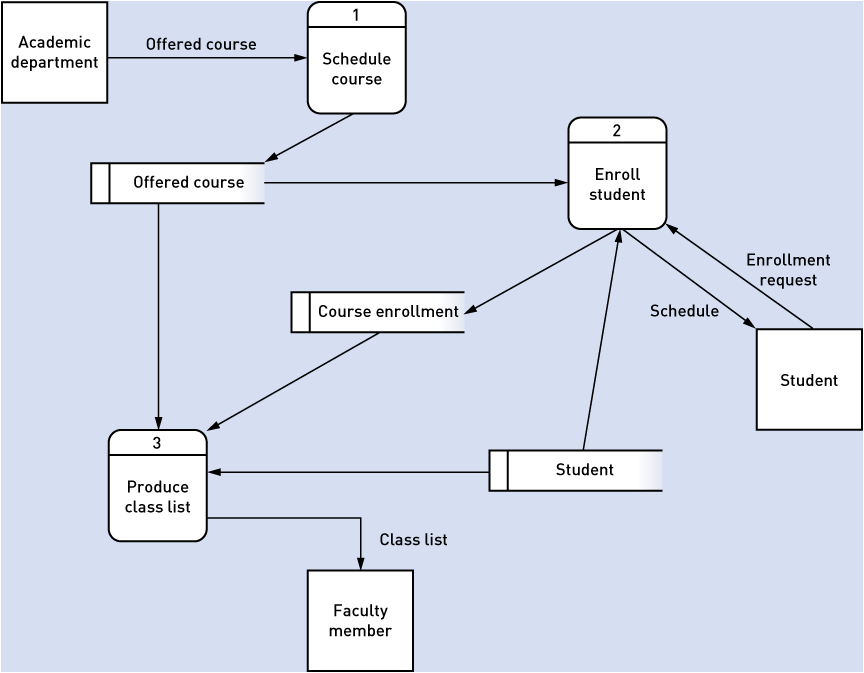 Academic
department
Offered course
1
Schedule
course
2
Enroll
student
Offered course
Enrollment
request
Course enrollment
Schedule
Student
3
Produce
class list
Student
Class list
Faculty
member